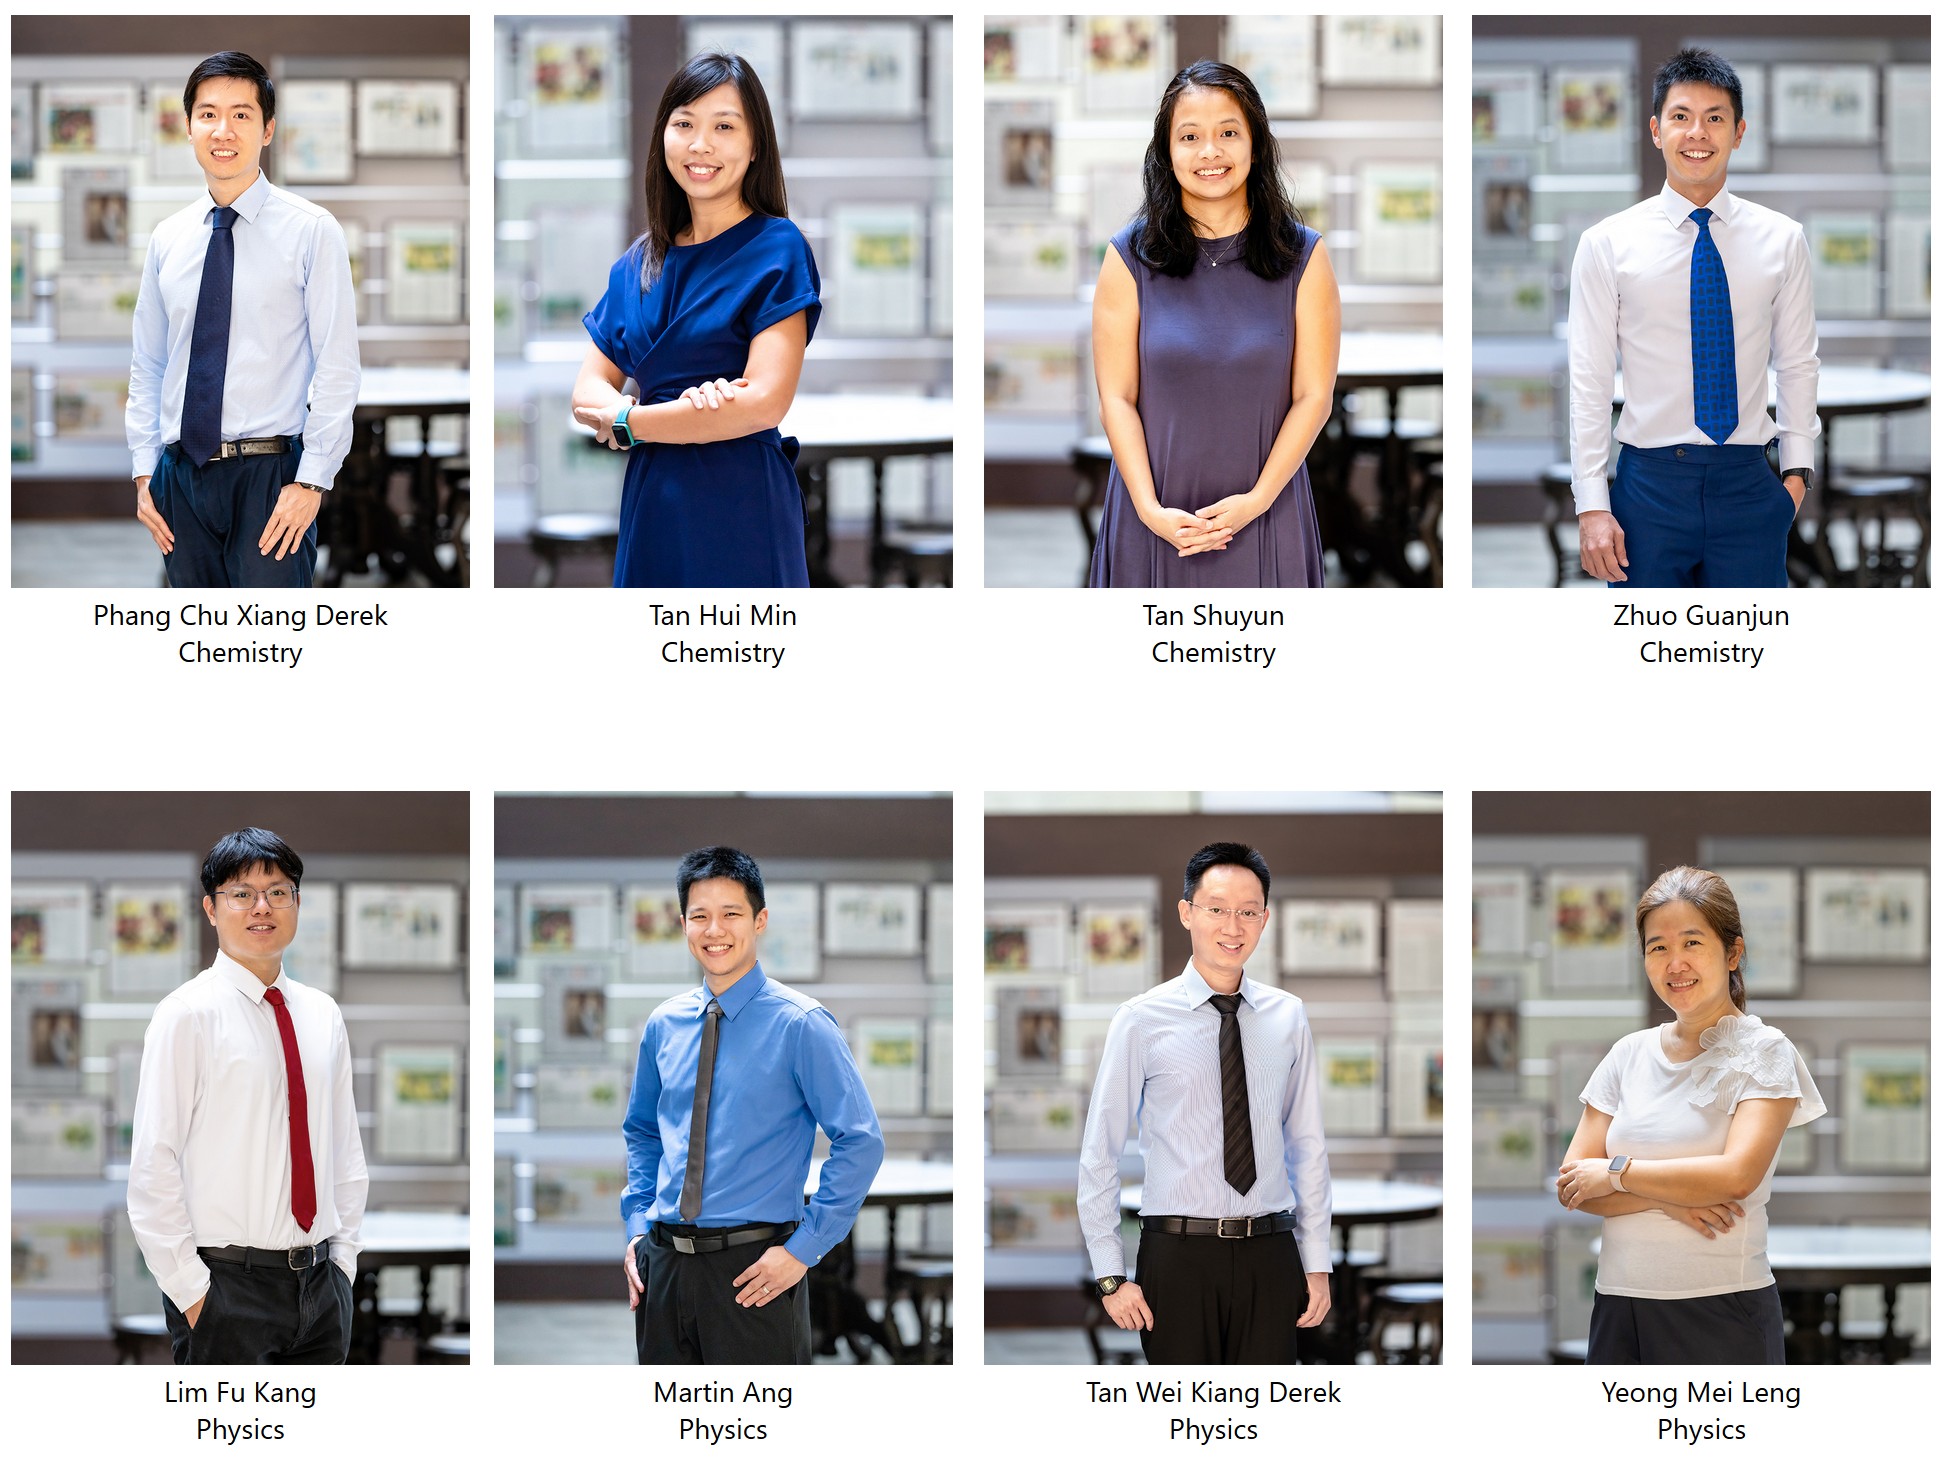 Phang Chu Xiang Derek
Chemistry
Tan Hui Min
Chemistry
Tan Shuyun
Chemistry
Zhuo Guanjun
Chemistry
Lim Fu Kang
Physics
Martin Ang
Physics
Tan Wei Kiang Derek
Physics
Yeong Mei Leng
Physics